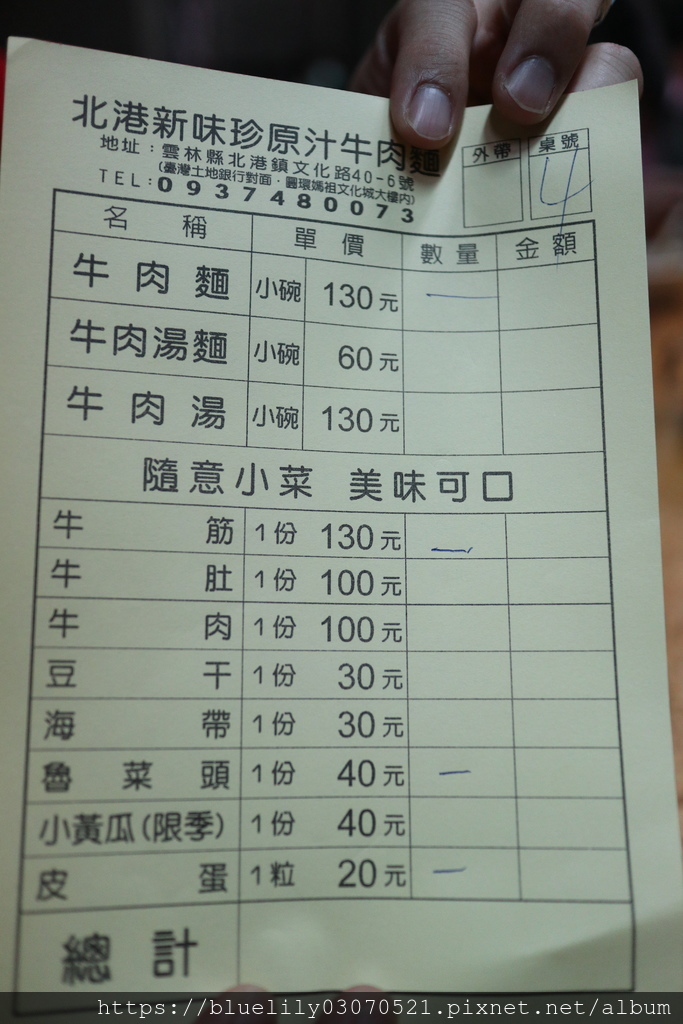 北港新味珍原汁牛肉麵
地址：雲林縣北港鎮文化路40-6號
(臺灣土地銀行對面．圓環媽祖文化城大樓內)
TEL:0937480073
外帶 桌號
4
名稱 單價 數量 金額
牛肉麵 小碗 130元 一
牛肉湯麵 小碗 60元
牛肉湯 小碗 130元
隨意小菜 美味可口
牛筋 1份 130元 一
牛肚 1份 100元
牛肉 1份 100元
豆干 1份 30元
海帶 1份 30元
魯菜頭 1份 40元 一
小黃瓜(限季) 1份 40元
皮蛋 1粒 20元 一
總計
https://bluelily03070521.pixnet.net/album